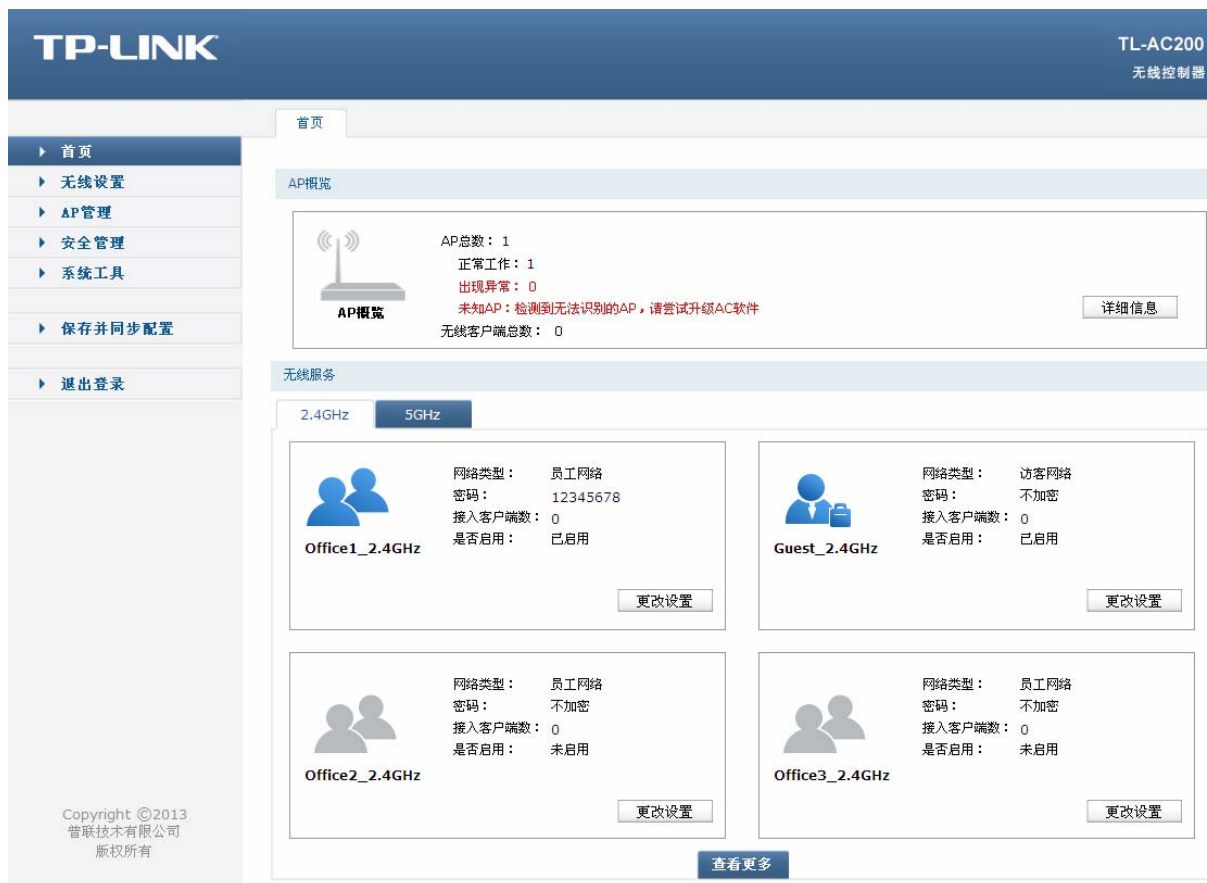 TP-LINK
TL-AC200
无线控制器
首页
首页
无线设置
AP管理
安全管理
系统工具
保存并同步配置
退出登录
AP概览
AP概览
AP总数： 1
正常工作： 1
出现异常： 0
未知AP：检测到无法识别的AP，请尝试升级AC软件
无线客户端总数： 0
详细信息
无线服务
2.4GHz 5GHz
Office1_2.4GHz
网络类型： 员工网络
密码： 12345678
接入客户端数： 0
是否启用： 已启用
更改设置
Guest_2.4GHz
网络类型： 访客网络
密码： 不加密
接入客户端数： 0
是否启用： 已启用
更改设置
Office2_2.4GHz
网络类型： 员工网络
密码： 不加密
接入客户端数： 0
是否启用： 未启用
更改设置
Office3_2.4GHz
网络类型： 员工网络
密码： 不加密
接入客户端数： 0
是否启用： 未启用
更改设置
查看更多
Copyright ©2013
普联技术有限公司
版权所有